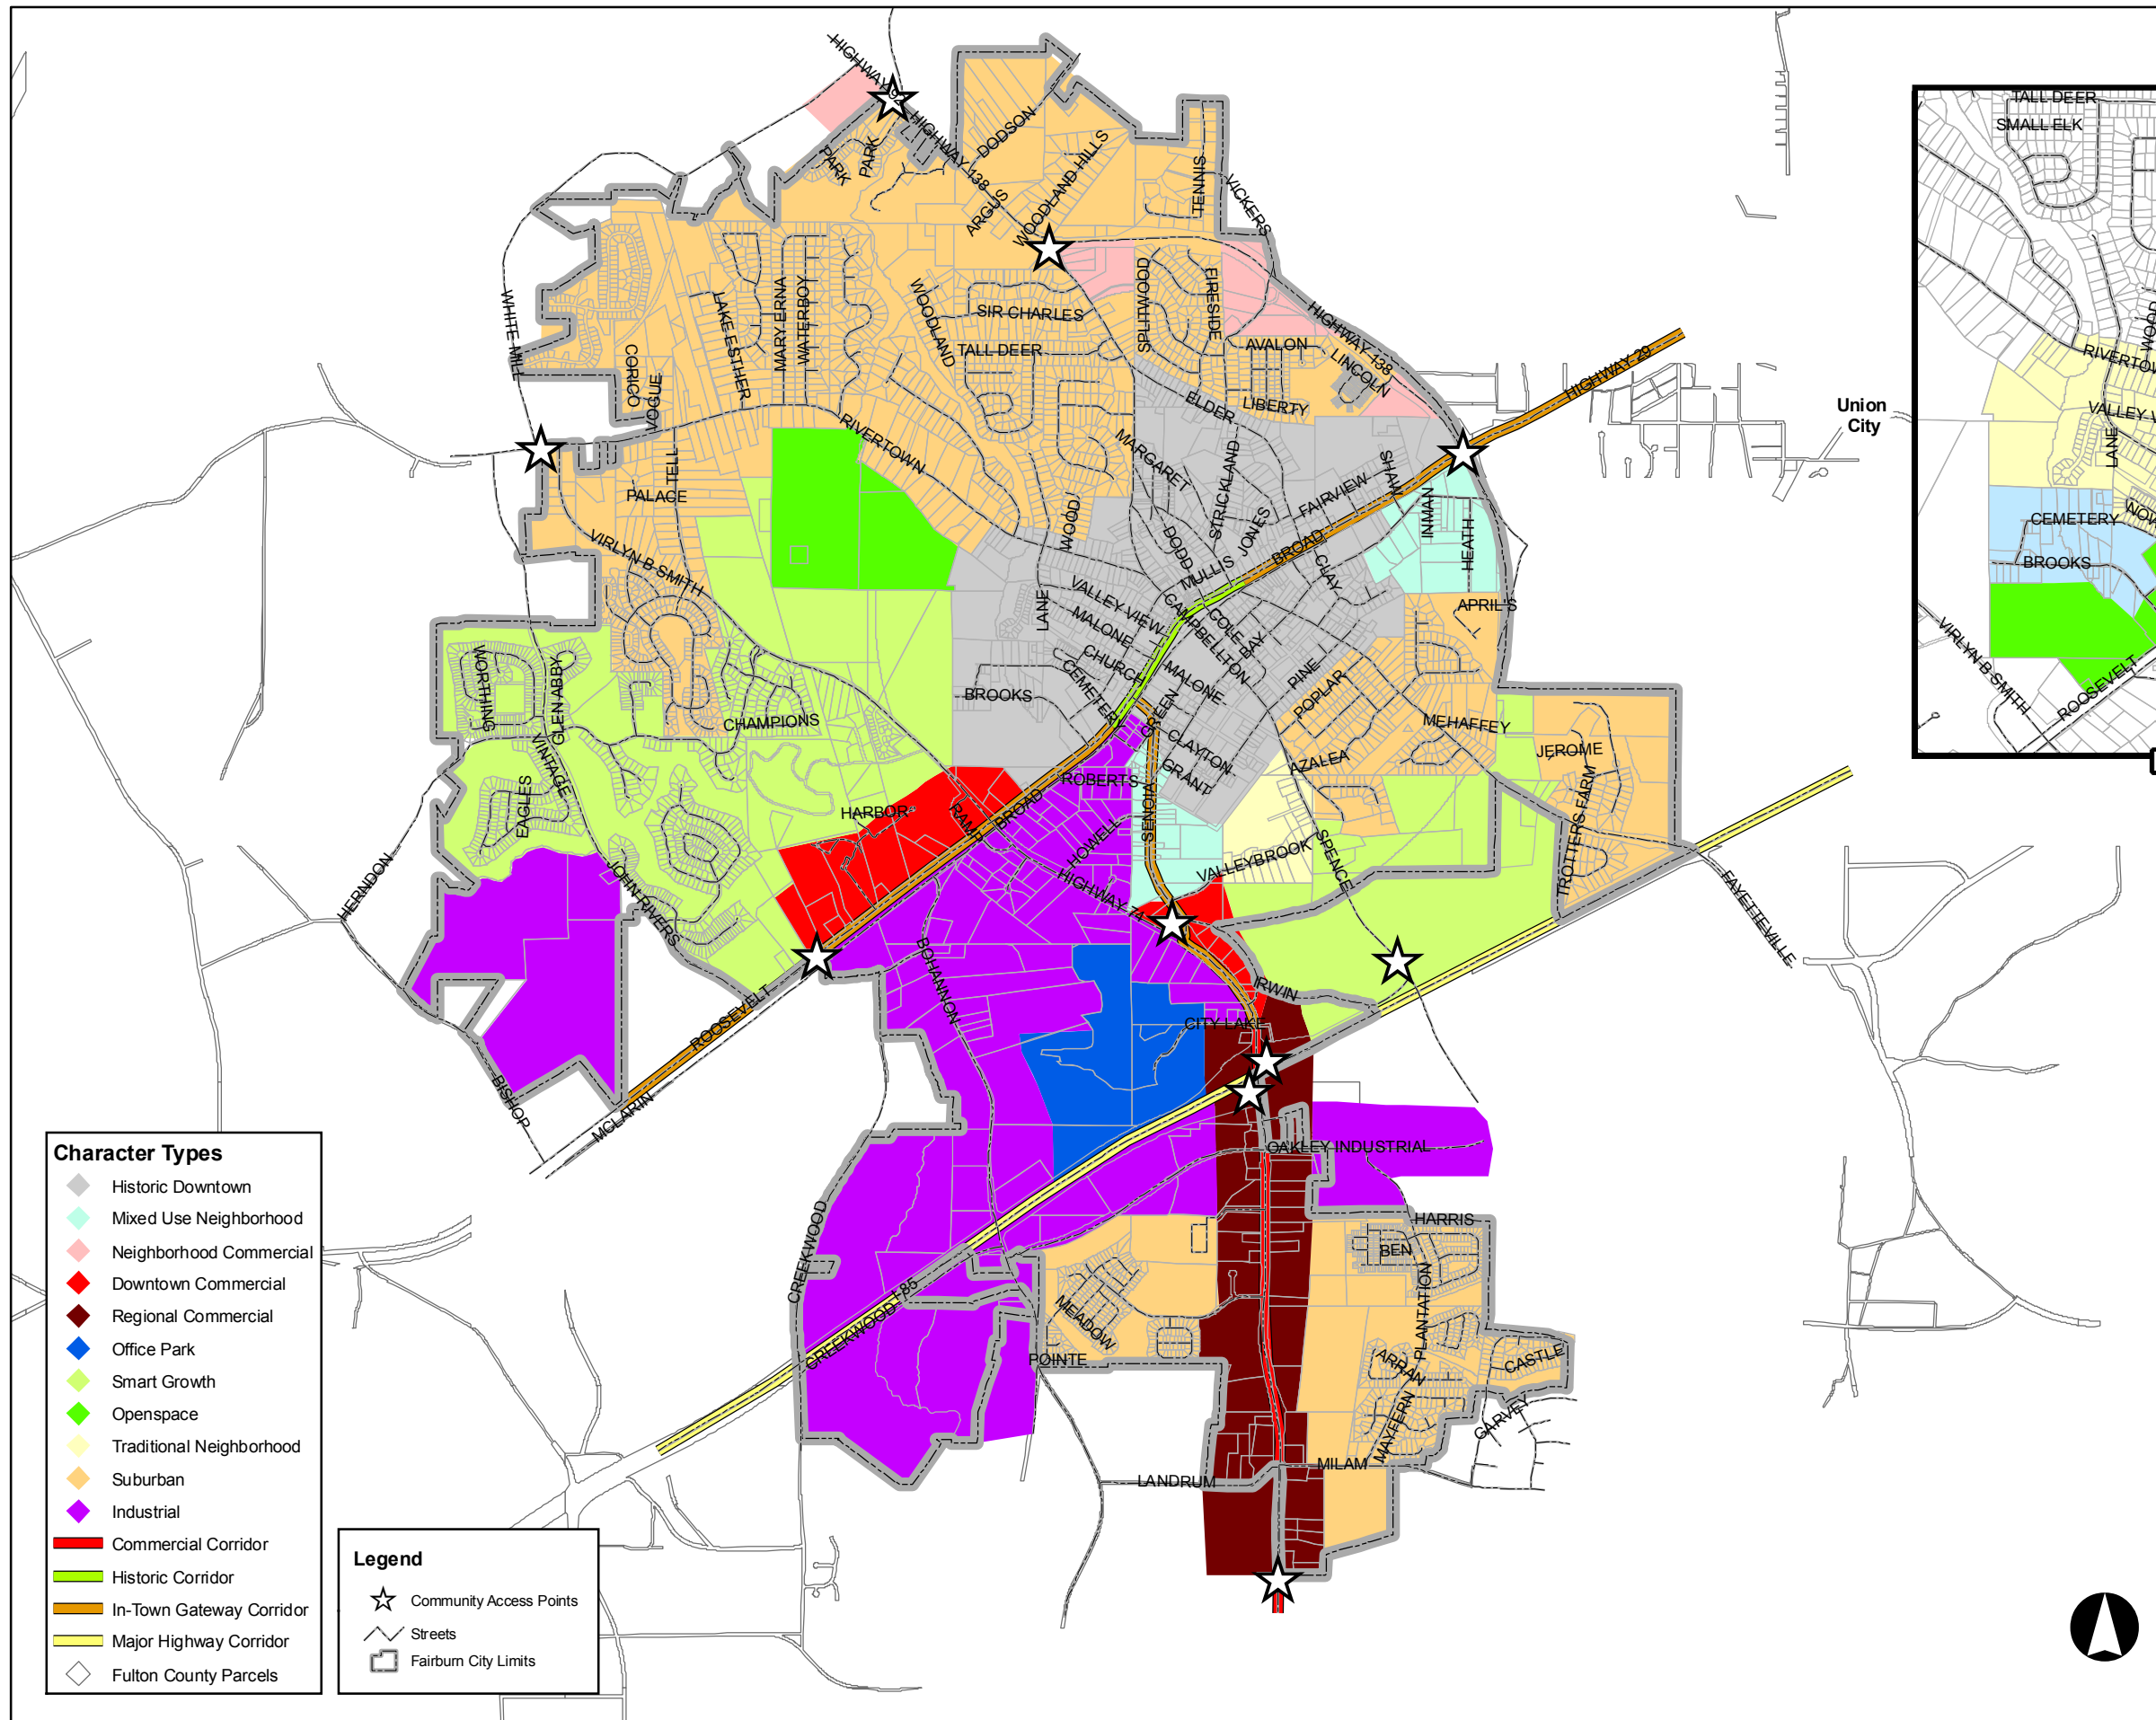 HIGHWAY 92
HIGHWAY 138
DODSON
PARK
PARK
ARGUS
WOODLAND HILLS
TENNIS
VICKERS
WHITE MILL
LAKE ESTHER
MARY ERNA
WATERBOY
WOODLAND
SIR CHARLES
TALL DEER
SPLITWOOD
FIRESIDE
AVALON
HIGHWAY 138
LINCOLN
LIBERTY
HIGHWAY 29
Union
City
CORICO
VOGUE
RIVERTOWN
TELL
PALACE
VIRLYN B SMITH
ELDER
MARGARET
STRICKLAND
JONES
FAIRVIEW
SHAW
INMAN
HEATH
WOOD
DODD
MULLIS
BROAD
CLAY
APRIL'S
LANE
VALLEY VIEW
MALONE
CHURCH
CEMETERY
CAMPBELLTON
COLE
BAY
MALONE
PINE
POPLAR
GREEN
BROOKS
WORTHING
GLEN ABBY
CHAMPIONS
VINTAGE
EAGLES
CLAYTON
GRANT
AZALEA
MEHAFFEY
JEROME
TROTTERS FARM
ROBERTS
HARBOR
RAMP
BROAD
HOWELL
SENOIA
VALLEYBROOK
SPENCE
HIGHWAY 74
HERNDON
JOHN RIVERS
FAYETTEVILLE
BOHANNON
IRWIN
CITY LAKE
ROOSEVELT
BISHOP
MCLARIN
OAKLEY INDUSTRIAL
CREEKWOOD
HARRIS
BEN
PLANTATION
CREEKWOOD
I-85
MEADOW
POINTE
ARRAN
CASTLE
MAYFERN
GARVEY
MILAM
LANDRUM
TALL DEER
SMALL ELK
VALLEY
LANE
CEMETERY
BROOKS
VIRLYN B SMITH
ROOSEVELT
Character Types
Historic Downtown
Mixed Use Neighborhood
Neighborhood Commercial
Downtown Commercial
Regional Commercial
Office Park
Smart Growth
Openspace
Traditional Neighborhood
Suburban
Industrial
Commercial Corridor
Historic Corridor
In-Town Gateway Corridor
Major Highway Corridor
Fulton County Parcels
Legend
Community Access Points
Streets
Fairburn City Limits